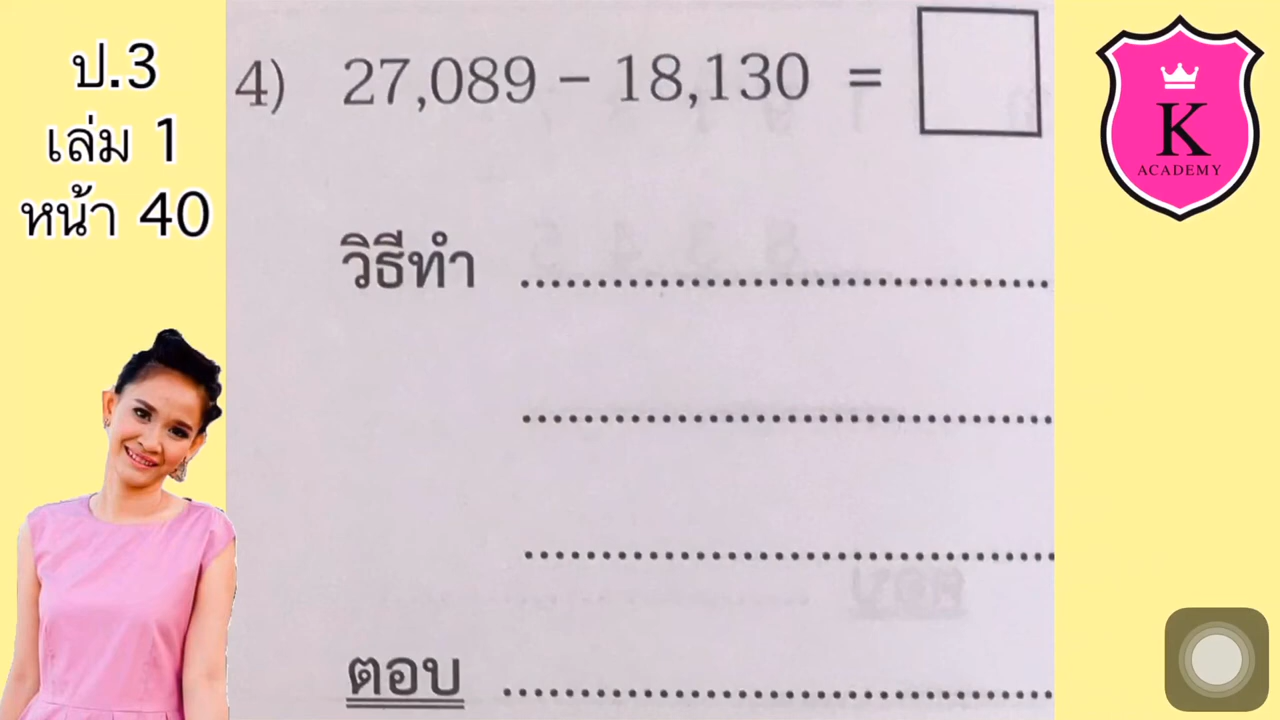 ป.3
เล่ม 1
หน้า 40
4) 27,089 – 18,130 =
วิธีทำ
ตอบ
K
ACADEMY